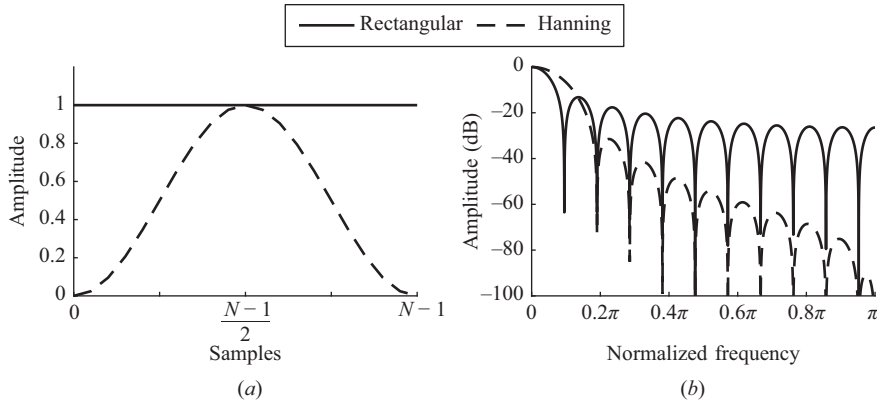 Rectangular Hanning
Amplitude
1
0.8
0.6
0.4
0.2
0
0
N − 1
2
N − 1
Samples
(a)
Amplitude (dB)
0
−20
−40
−60
−80
−100
0
0.2π
0.4π
0.6π
0.8π
π
Normalized frequency
(b)